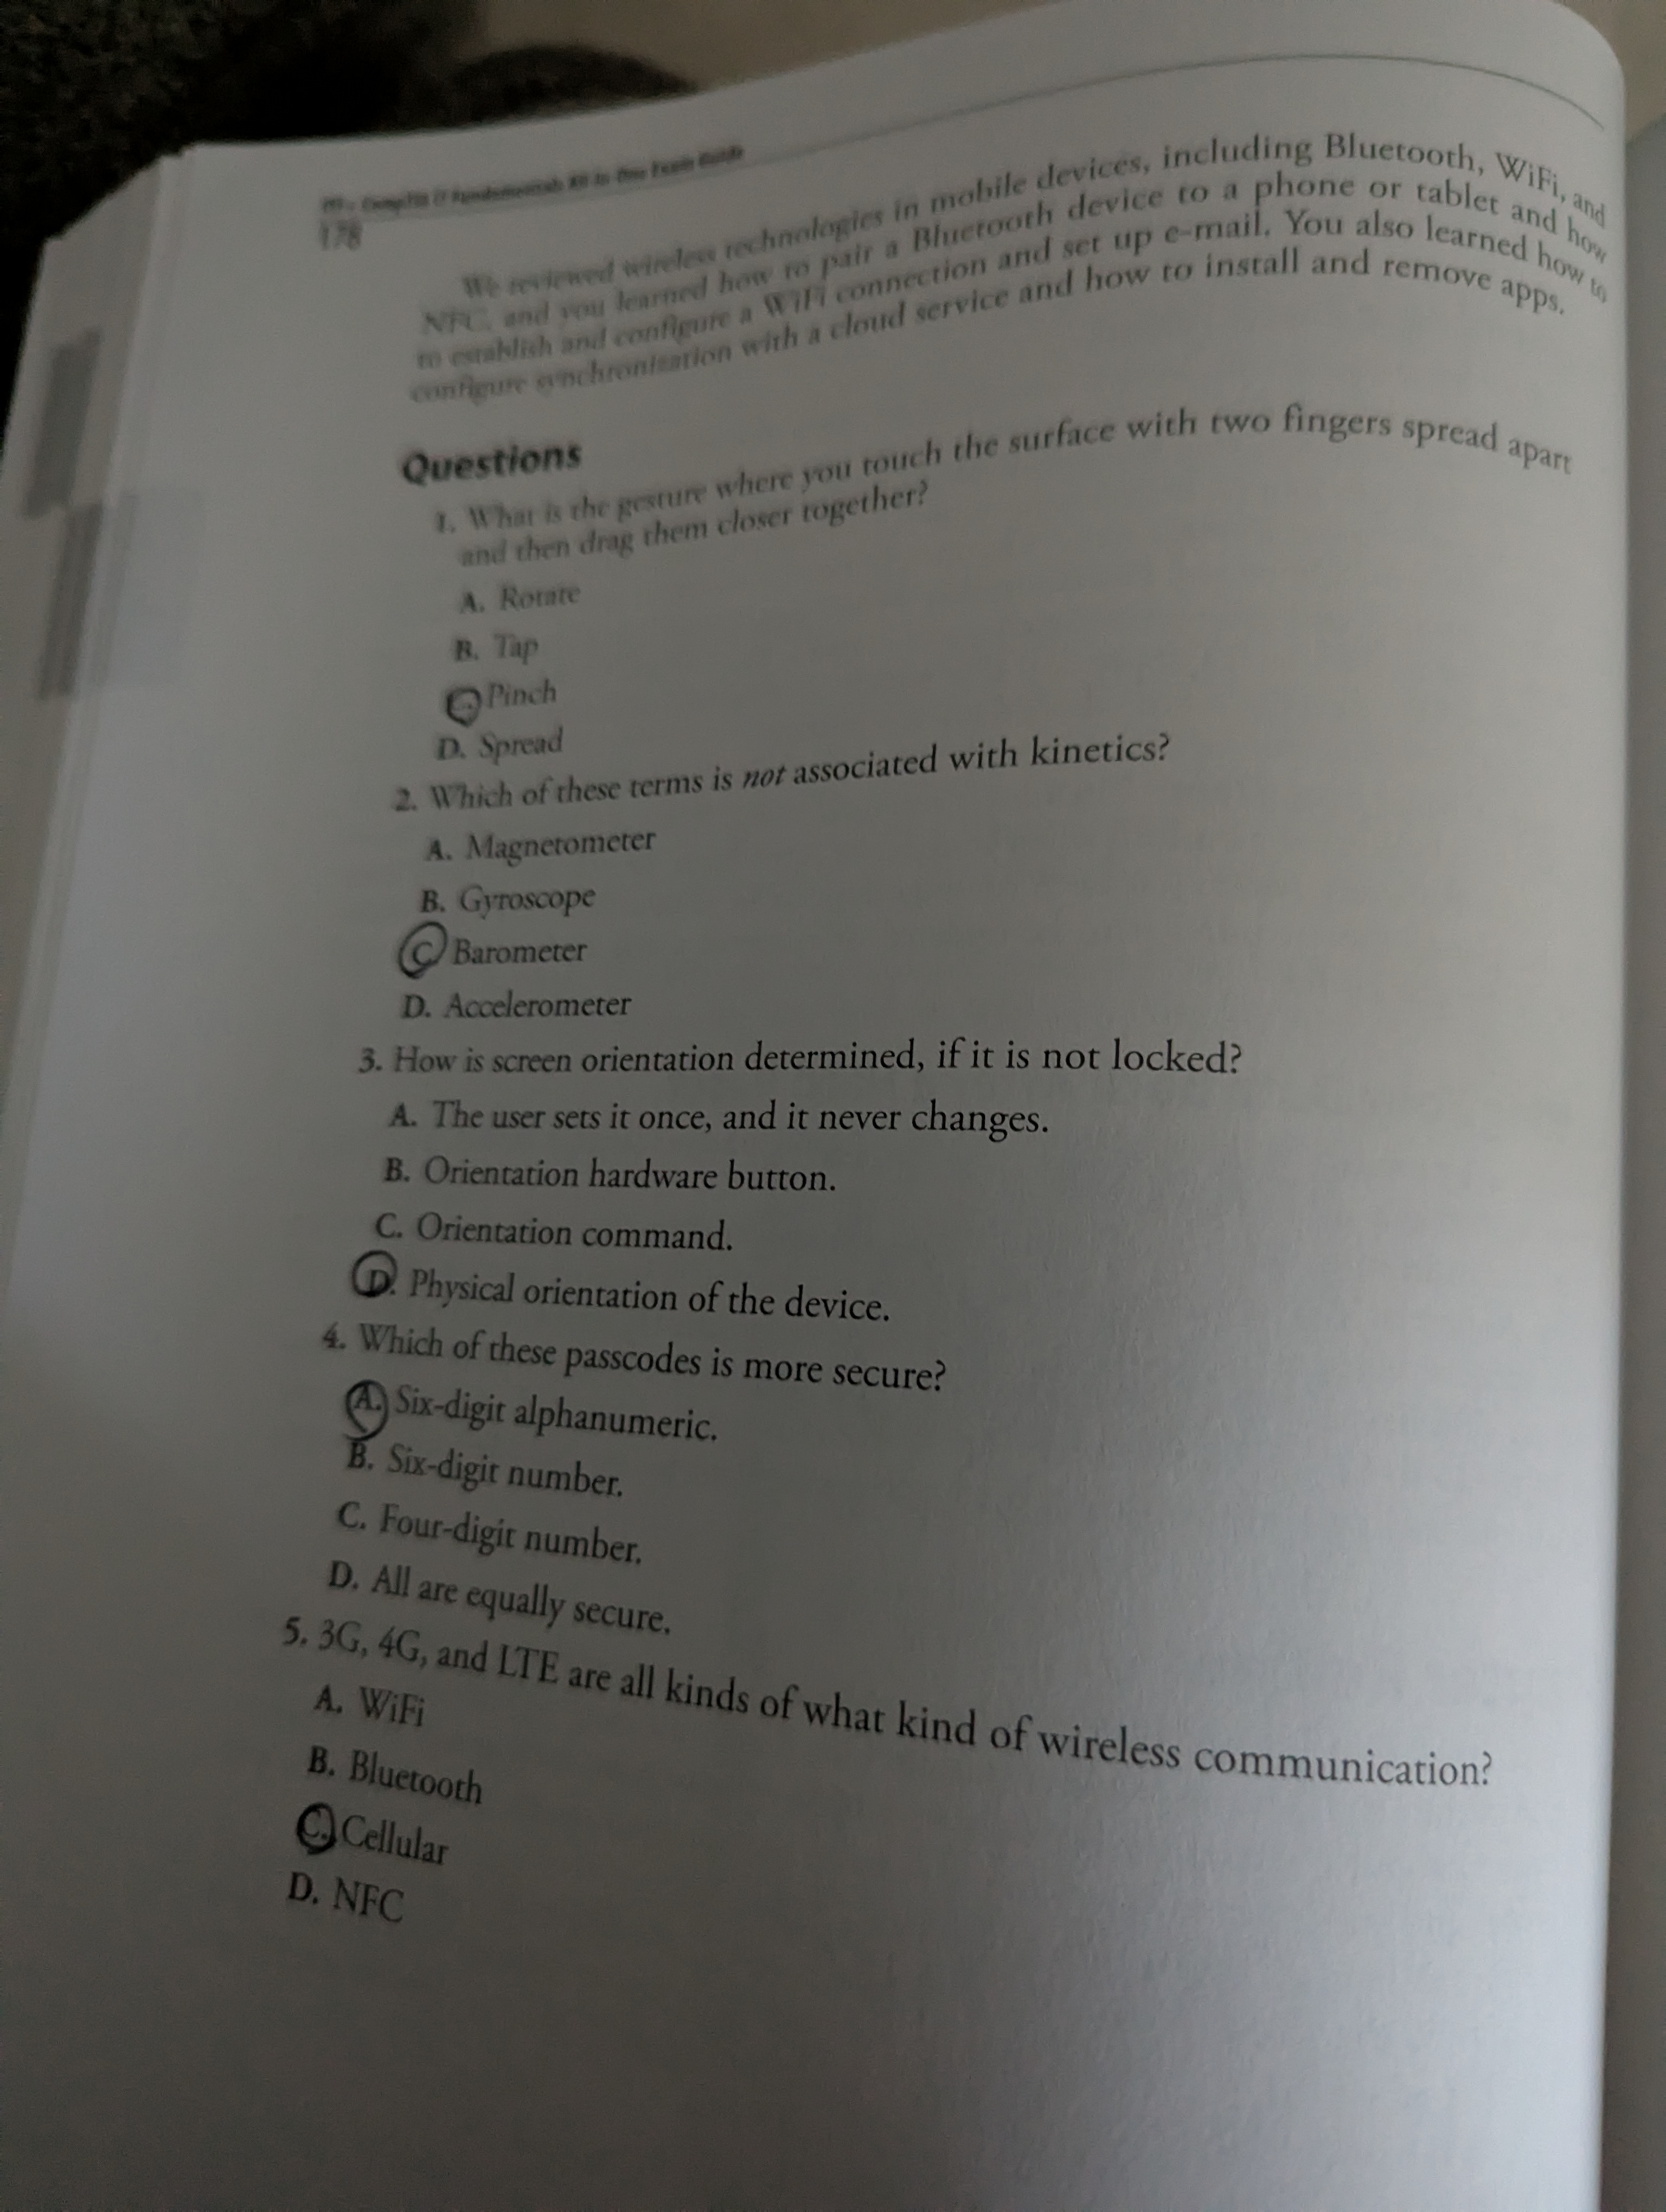 ITF+ CompTIA IT Fundamentals All-in-One Exam Guide
178
We reviewed wireless technologies in mobile devices, including Bluetooth, WiFi, and
NFC, and you learned how to pair a Bluetooth device to a phone or tablet and how
to establish and configure a WiFi connection and set up e-mail. You also learned how to
configure synchronization with a cloud service and how to install and remove apps.
Questions
1. What is the gesture where you touch the surface with two fingers spread apart
and then drag them closer together?
A. Rotate
B. Tap
C. Pinch
D. Spread
2. Which of these terms is not associated with kinetics?
A. Magnetometer
B. Gyroscope
C. Barometer
D. Accelerometer
3. How is screen orientation determined, if it is not locked?
A. The user sets it once, and it never changes.
B. Orientation hardware button.
C. Orientation command.
D. Physical orientation of the device.
4. Which of these passcodes is more secure?
A. Six-digit alphanumeric.
B. Six-digit number.
C. Four-digit number.
D. All are equally secure.
5. 3G, 4G, and LTE are all kinds of what kind of wireless communication?
A. WiFi
B. Bluetooth
C. Cellular
D. NFC